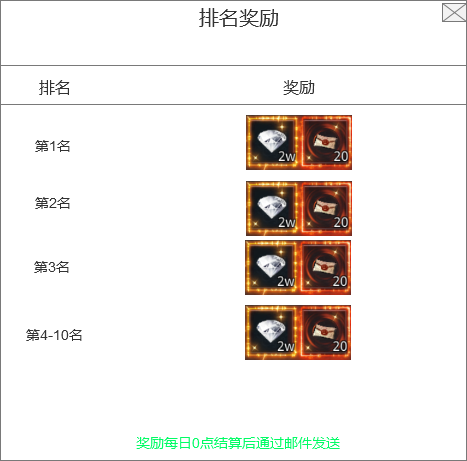 排名奖励
排名 奖励
第1名 2w 20
第2名 2w 20
第3名 2w 20
第4-10名 2w 20
奖励每日0点结算后通过邮件发送